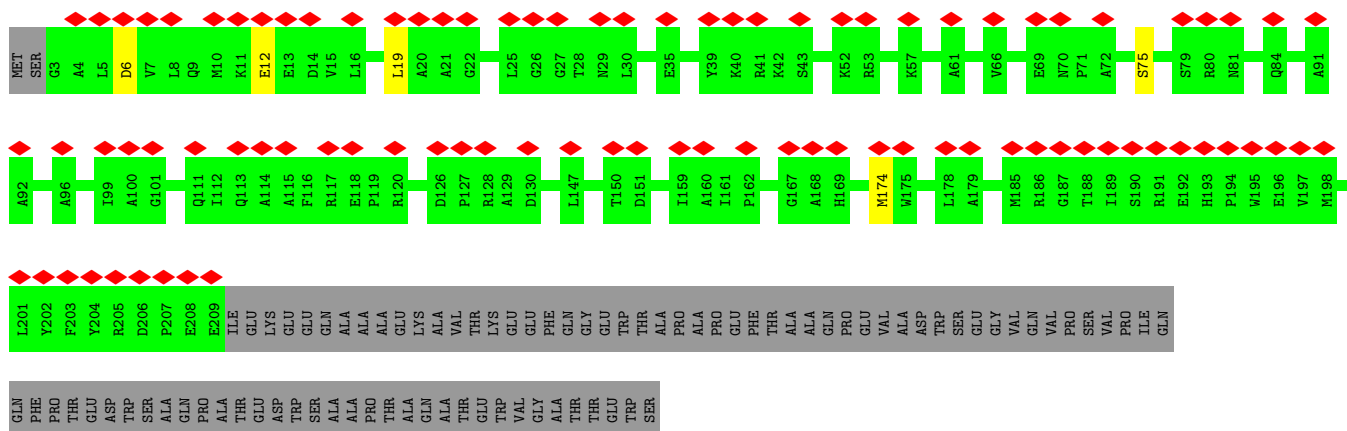 MET SER G3 A4 L5 D6 V7 L8 Q9 M10 K11 E12 E13 D14 V15 L16 L19 A20 A21 G22 L25 G26 G27 T28 N29 L30 E35 Y39 K40 R41 K42 S43 K52 R53 K57 A61 V66 E69 N70 P71 A72 S75 S79 R80 N81 Q84 A91
A92 A96 I99 A100 G101 Q111 I112 Q113 A114 A115 F116 R117 E118 P119 R120 D126 P127 R128 A129 D130 L147 T150 D151 I159 A160 I161 P162 G167 A168 H169 M174 W175 L178 A179 M185 R186 G187 T188 I189 S190 R191 E192 H193 P194 W195 E196 V197 M198
L201 Y202 F203 Y204 R205 D206 P207 E208 E209 ILE GLU LYS GLU GLU GLN ALA ALA ALA GLU LYS ALA VAL THR LYS GLU GLU PHE GLN GLY GLU TRP THR ALA PRO ALA PRO GLU PHE THR ALA ALA GLN PRO GLU VAL ALA ASP TRP SER GLU GLY VAL GLN VAL PRO SER VAL PRO ILE GLN
GLN PHE PRO THR GLU ASP TRP SER ALA GLN PRO ALA THR GLU ASP TRP SER ALA ALA PRO THR ALA GLN ALA THR GLU TRP VAL GLY ALA THR THR GLU TRP SER